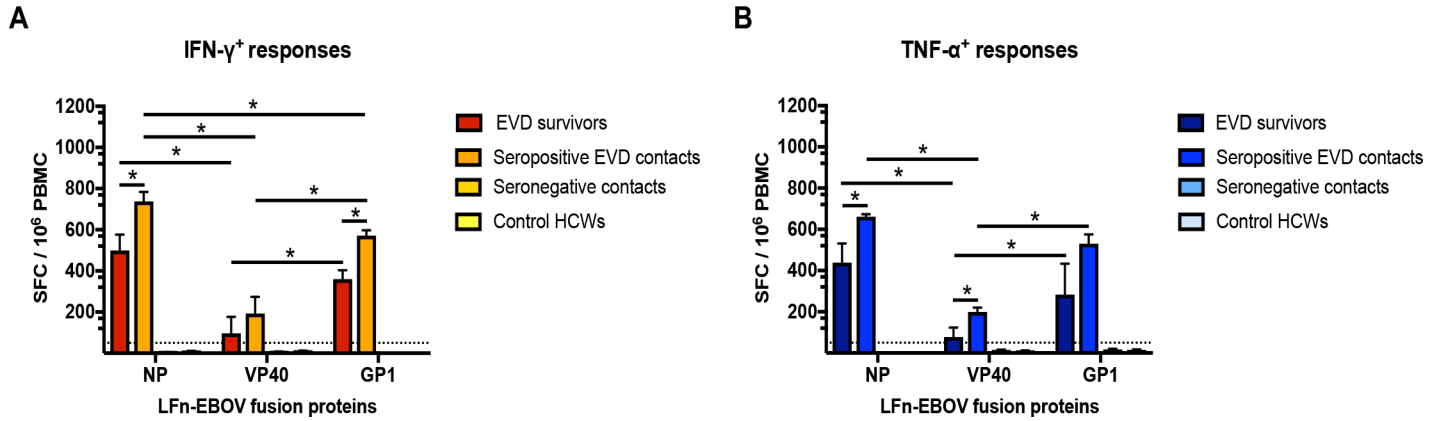 A
IFN-γ⁺ responses
SFC / 10⁶ PBMC
1200
1000
800
600
400
200
*
*
*
*
*
*
*
NP
VP40
GP1
LFn-EBOV fusion proteins
EVD survivors
Seropositive EVD contacts
Seronegative contacts
Control HCWs
B
TNF-α⁺ responses
SFC / 10⁶ PBMC
1200
1000
800
600
400
200
*
*
*
*
*
*
NP
VP40
GP1
LFn-EBOV fusion proteins
EVD survivors
Seropositive EVD contacts
Seronegative contacts
Control HCWs